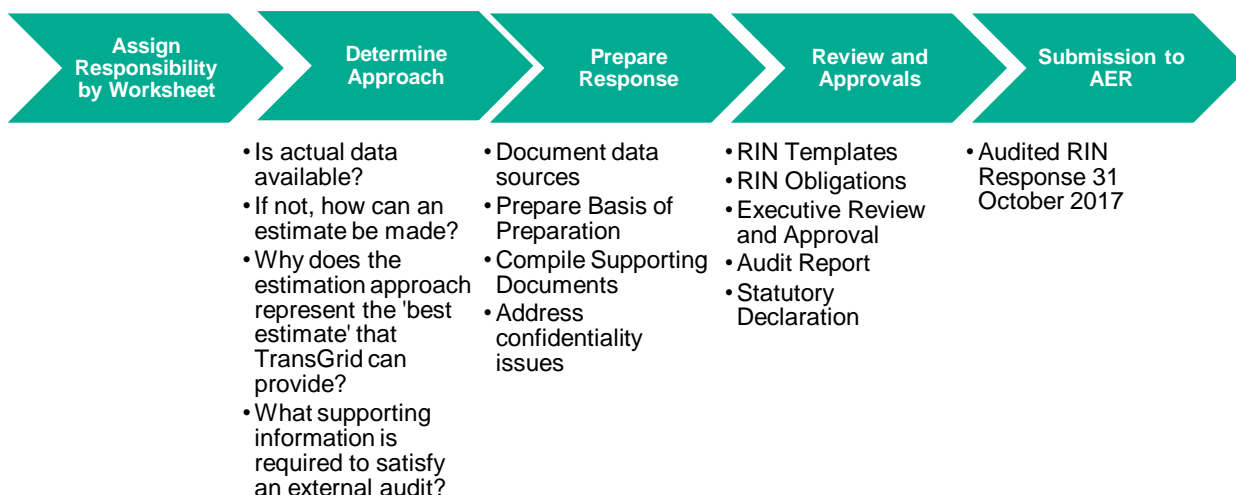 Assign
Responsibility
by Worksheet
Determine
Approach
Prepare
Response
Review and
Approvals
Submission to
AER
• Is actual data
available?
• If not, how can an
estimate be made?
• Why does the
estimation approach
represent the 'best
estimate' that
TransGrid can
provide?
• What supporting
information is
required to satisfy
an external audit?
• Document data
sources
• Prepare Basis of
Preparation
• Compile Supporting
Documents
• Address
confidentiality
issues
• RIN Templates
• RIN Obligations
• Executive Review
and Approval
• Audit Report
• Statutory
Declaration
• Audited RIN
Response 31
October 2017